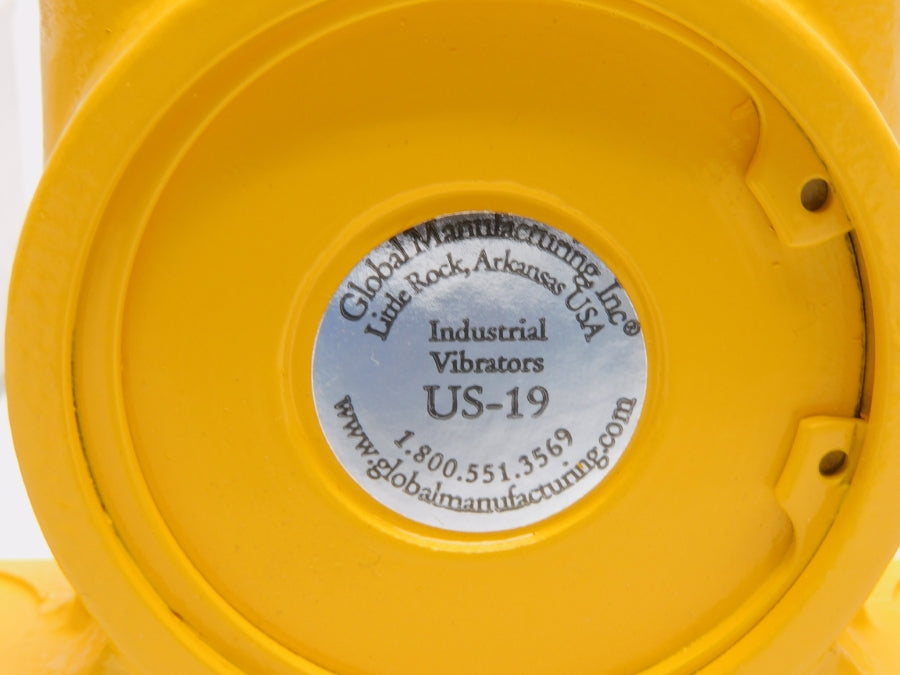 Global Manufacturing, Inc®
Little Rock, Arkansas USA
Industrial
Vibrators
US-19
1.800.551.3569
www.globalmanufacturing.com